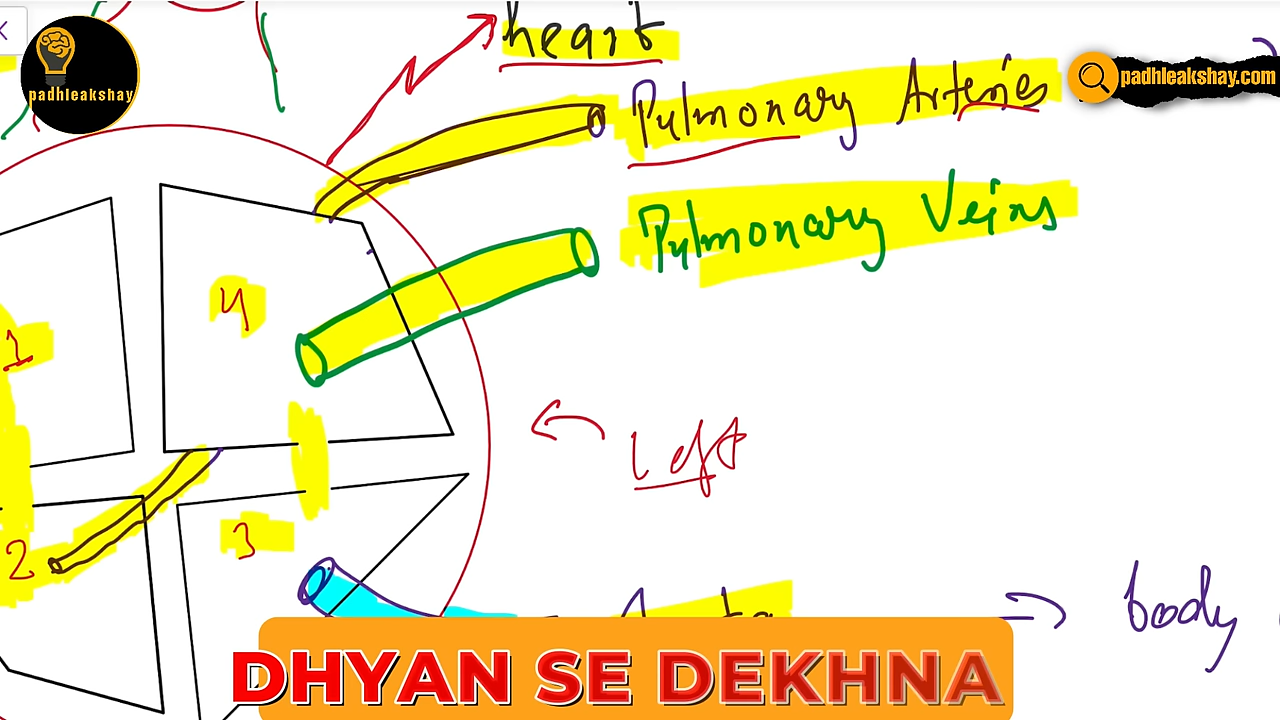 heart
padhleakshay
padhleakshay.com
Pulmonary Arteries
Pulmonary Veins
4
1
Left
3
2
body
DHYAN SE DEKHNA